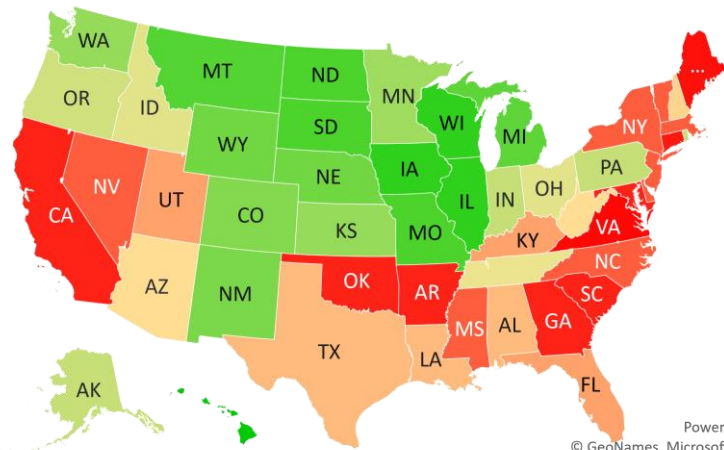 WA
MT
ND
MN
...
OR
ID
SD
WI
MI
NY
WY
IA
PA
NE
IL
IN
OH
NV
UT
CO
CA
KS
MO
KY
VA
NC
AZ
NM
OK
AR
SC
MS
AL
GA
TX
LA
FL
AK
Power
© GeoNames, Microsoft